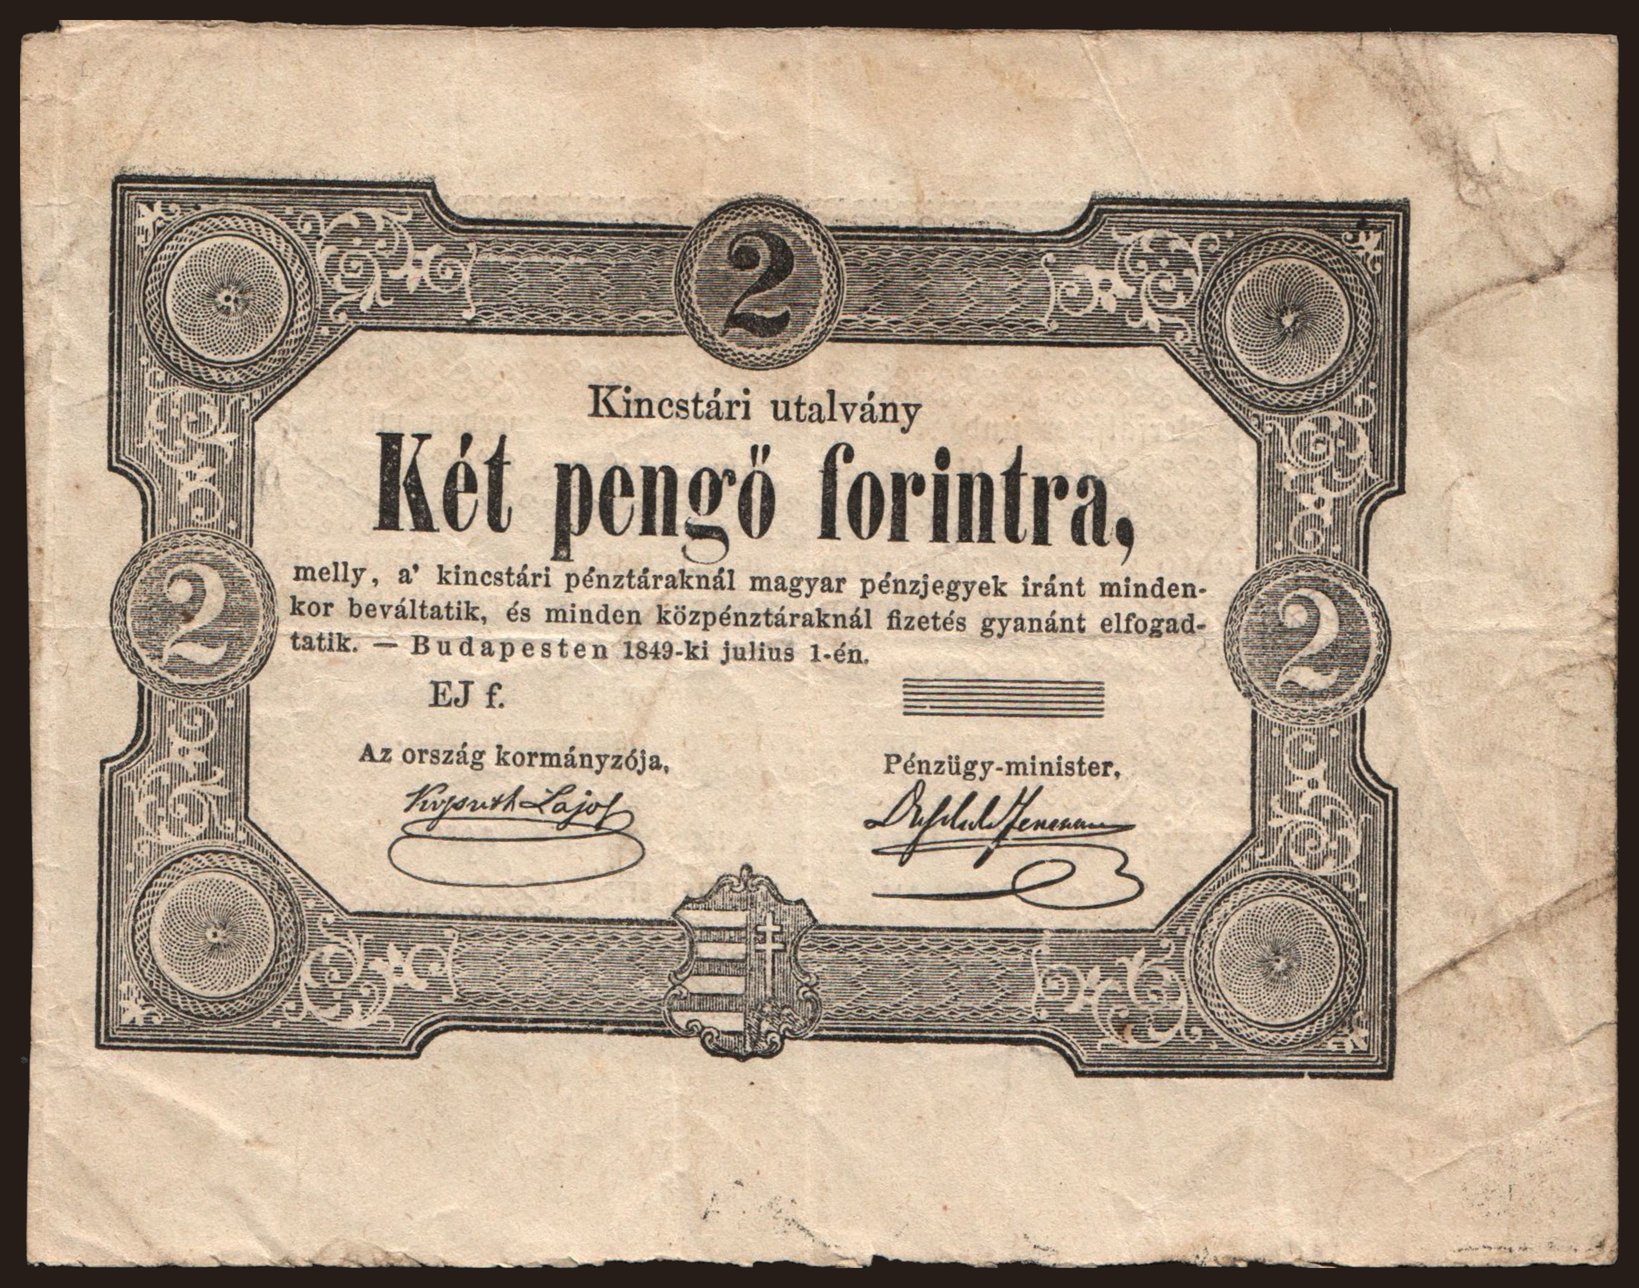 2
Kincstári utalvány
Két pengő forintra,
melly, a' kincstári pénztáraknál magyar pénzjegyek iránt minden-
kor beváltatik, és minden közpénztáraknál fizetés gyanánt elfogad-
tatik. — Budapesten 1849-ki julius 1-én.
2
2
EJ f.
Az ország kormányzója,
Pénzügy-minister,
Kossuth Lajos